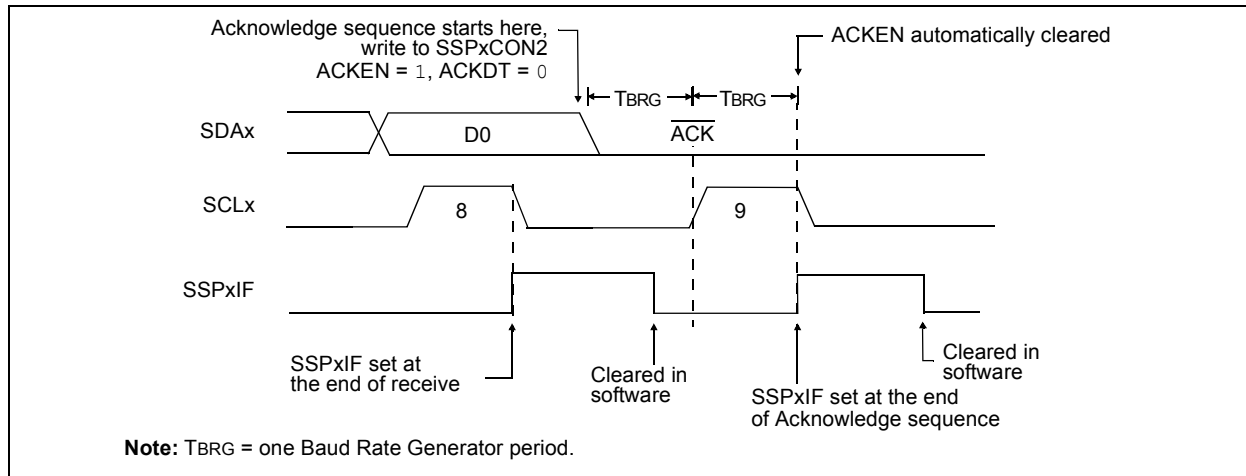 Acknowledge sequence starts here,
write to SSPxCON2
ACKEN = 1, ACKDT = 0
ACKEN automatically cleared
TBRG
TBRG
SDAx
D0
ACK
SCLx
8
9
SSPxIF
SSPxIF set at
the end of receive
Cleared in
software
SSPxIF set at the end
of Acknowledge sequence
Cleared in
software
Note: TBRG = one Baud Rate Generator period.